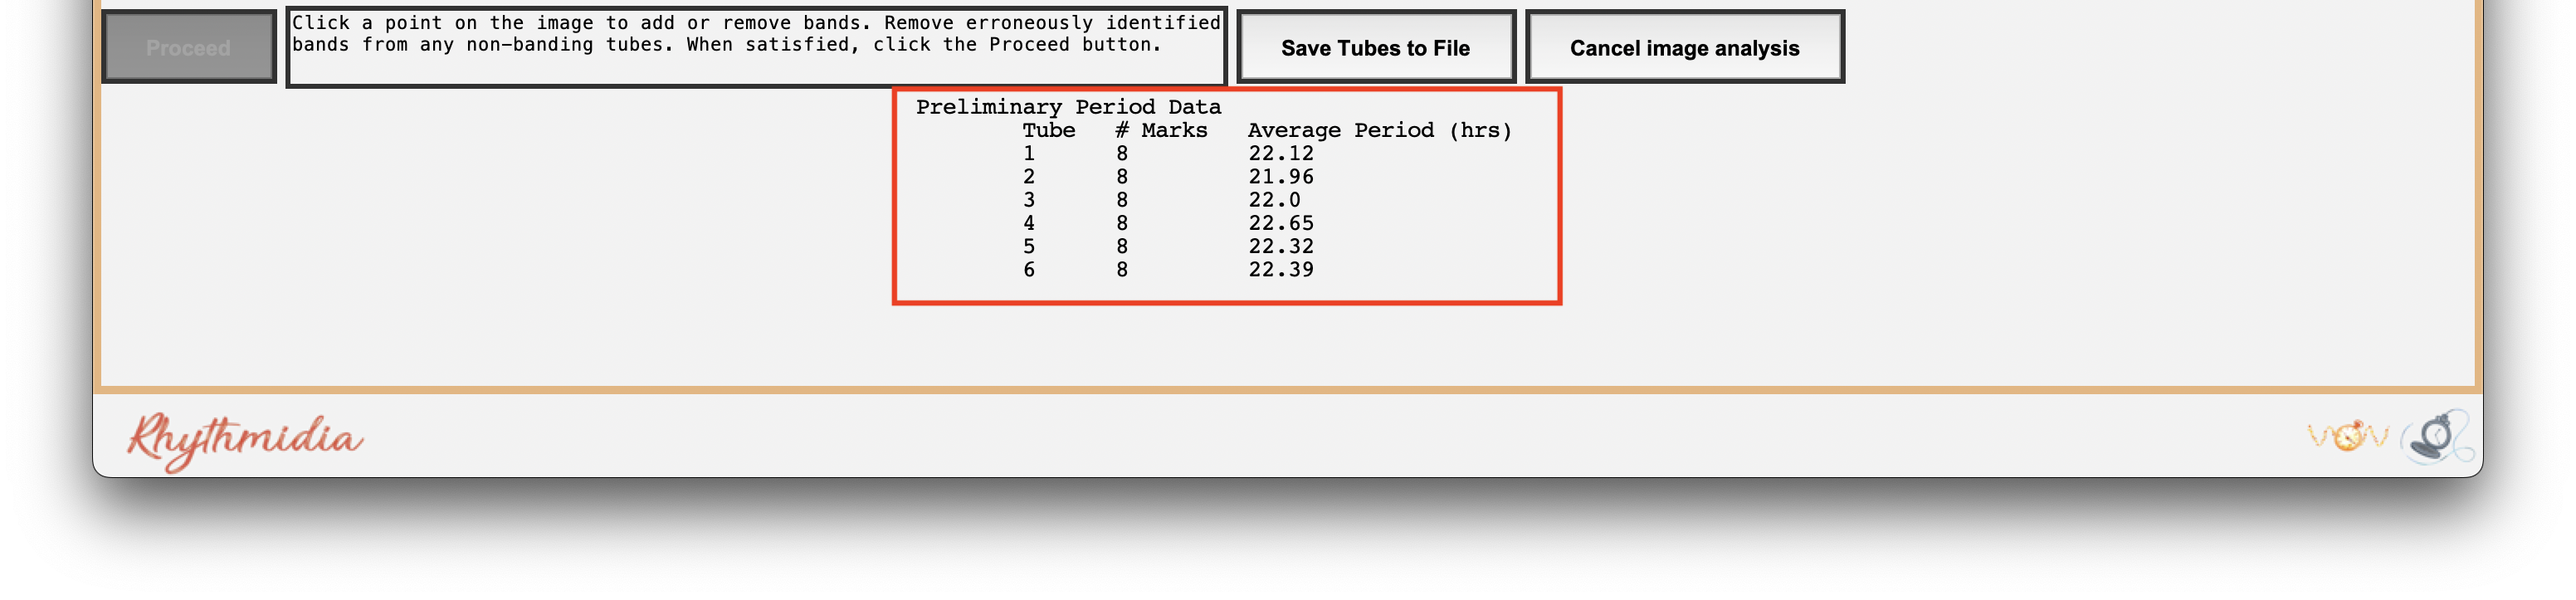 Proceed
Click a point on the image to add or remove bands. Remove erroneously identified
bands from any non-banding tubes. When satisfied, click the Proceed button.
Save Tubes to File
Cancel image analysis
Preliminary Period Data
Tube # Marks Average Period (hrs)
1 8 22.12
2 8 21.96
3 8 22.0
4 8 22.65
5 8 22.32
6 8 22.39
Rhythmidia